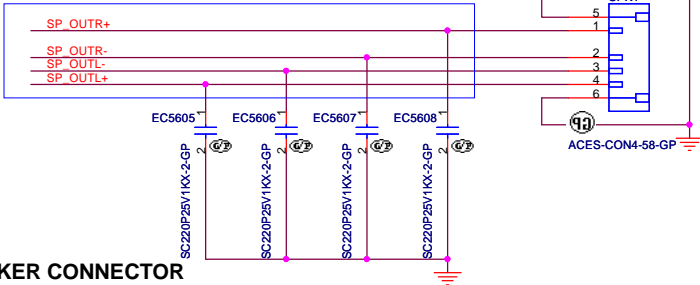 SP_OUTR+
5
1
SP_OUTR-
2
SP_OUTL-
3
SP_OUTL+
4
6
EC5605
1
EC5606
1
EC5607
1
EC5608
1
GP
ACES-CON4-58-GP
2
SC220P25V1KX-2-GP
2
SC220P25V1KX-2-GP
2
SC220P25V1KX-2-GP
2
SC220P25V1KX-2-GP
KER CONNECTOR